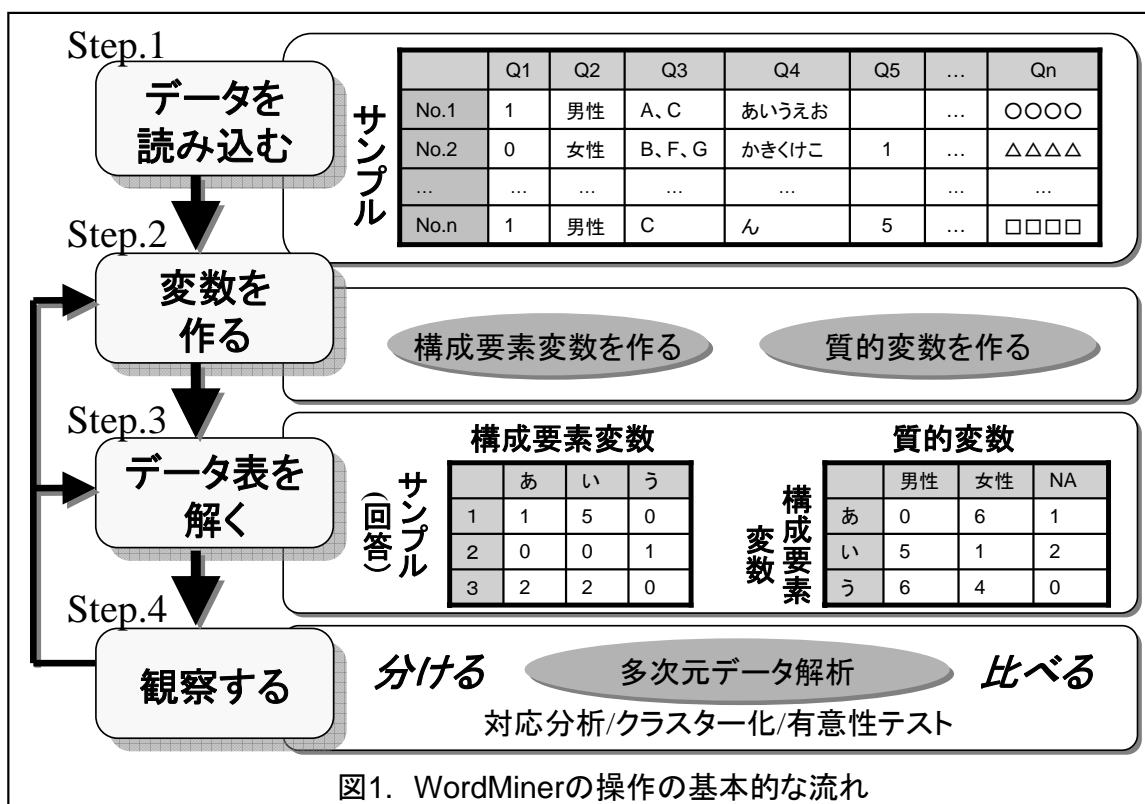 Step.1
データを
読み込む
サンプル
Q1 Q2 Q3 Q4 Q5 … Qn
No.1 1 男性 A、C あいうえお … ○○○○
No.2 0 女性 B、F、G かきくけこ 1 … △△△△
… … … … … … …
No.n 1 男性 C ん 5 … □□□□
Step.2
変数を
作る
構成要素変数を作る 質的変数を作る
Step.3
データ表を
解く
構成要素変数
サンプル
(回答)
あ い う
1 1 5 0
2 0 0 1
3 2 2 0
質的変数
構成要素
変数
男性 女性 NA
あ 0 6 1
い 5 1 2
う 6 4 0
Step.4
観察する
分ける 多次元データ解析 比べる
対応分析/クラスター化/有意性テスト
図1. WordMinerの操作の基本的な流れ